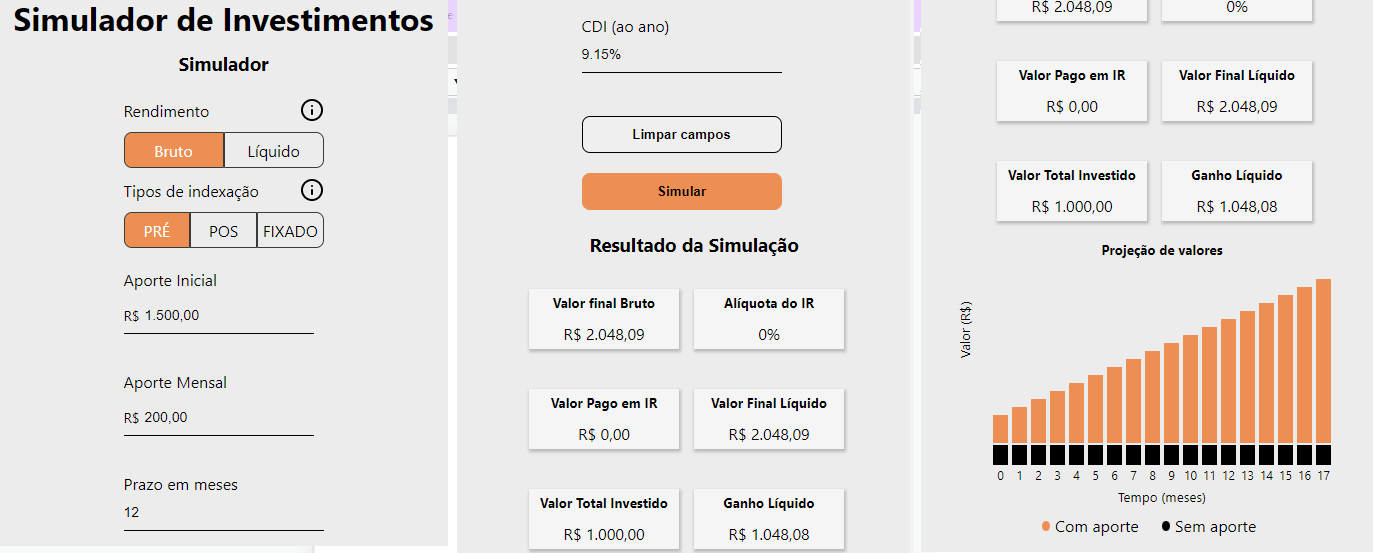 Simulador de Investimentos
Simulador
Rendimento
Bruto Líquido
Tipos de indexação
PRÉ POS FIXADO
Aporte Inicial
R$ 1.500,00
Aporte Mensal
R$ 200,00
Prazo em meses
12
CDI (ao ano)
9.15%
Limpar campos
Simular
Resultado da Simulação
Valor final Bruto Alíquota do IR
R$ 2.048,09 0%
Valor Pago em IR Valor Final Líquido
R$ 0,00 R$ 2.048,09
Valor Total Investido Ganho Líquido
R$ 1.000,00 R$ 1.048,08
R$ 2.048,09 0%
Valor Pago em IR Valor Final Líquido
R$ 0,00 R$ 2.048,09
Valor Total Investido Ganho Líquido
R$ 1.000,00 R$ 1.048,08
Projeção de valores
Valor (R$)
0 1 2 3 4 5 6 7 8 9 10 11 12 13 14 15 16 17
Tempo (meses)
Com aporte Sem aporte